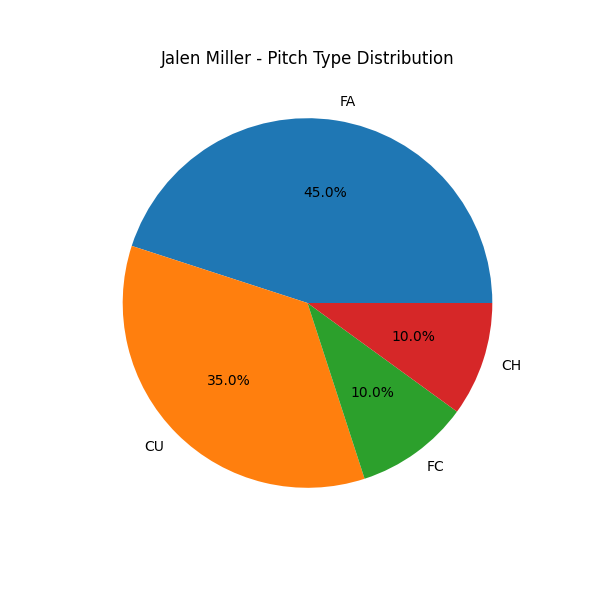 Jalen Miller - Pitch Type Distribution
FA
45.0%
10.0%
CH
35.0%
10.0%
CU
FC